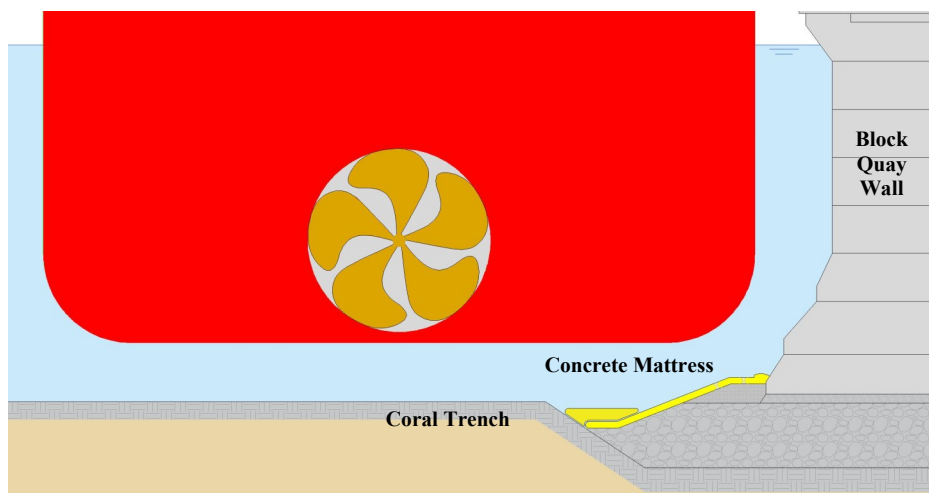 Block
Quay
Wall
Concrete Mattress
Coral Trench